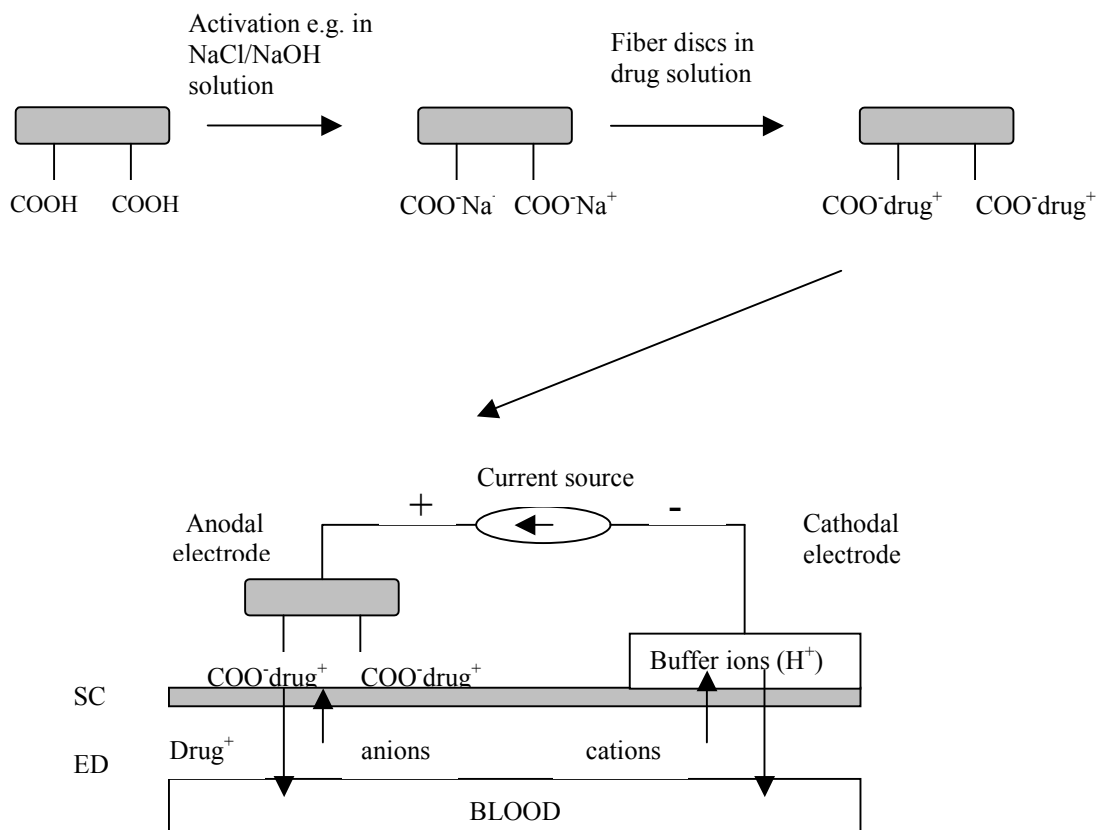 Activation e.g. in
NaCl/NaOH
solution
Fiber discs in
drug solution
COOH COOH
COO⁻Na⁻ COO⁻Na⁺
COO⁻drug⁺ COO⁻drug⁺
Current source
+ -
Anodal
electrode
Cathodal
electrode
Buffer ions (H⁺)
COO⁻drug⁺ COO⁻drug⁺
SC
Drug⁺ anions cations
ED
BLOOD